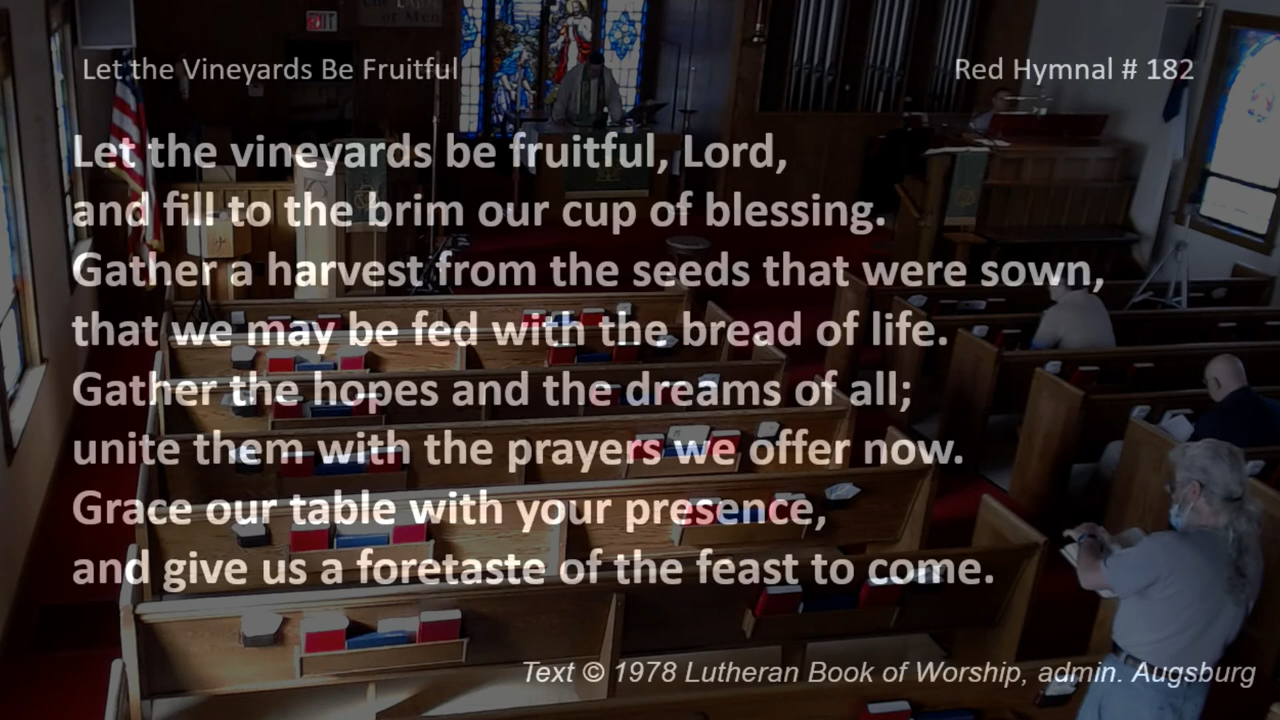 EXIT
Let the Vineyards Be Fruitful
Red Hymnal # 182
Let the vineyards be fruitful, Lord,
and fill to the brim our cup of blessing.
Gather a harvest from the seeds that were sown,
that we may be fed with the bread of life.
Gather the hopes and the dreams of all;
unite them with the prayers we offer now.
Grace our table with your presence,
and give us a foretaste of the feast to come.
Text © 1978 Lutheran Book of Worship, admin. Augsburg